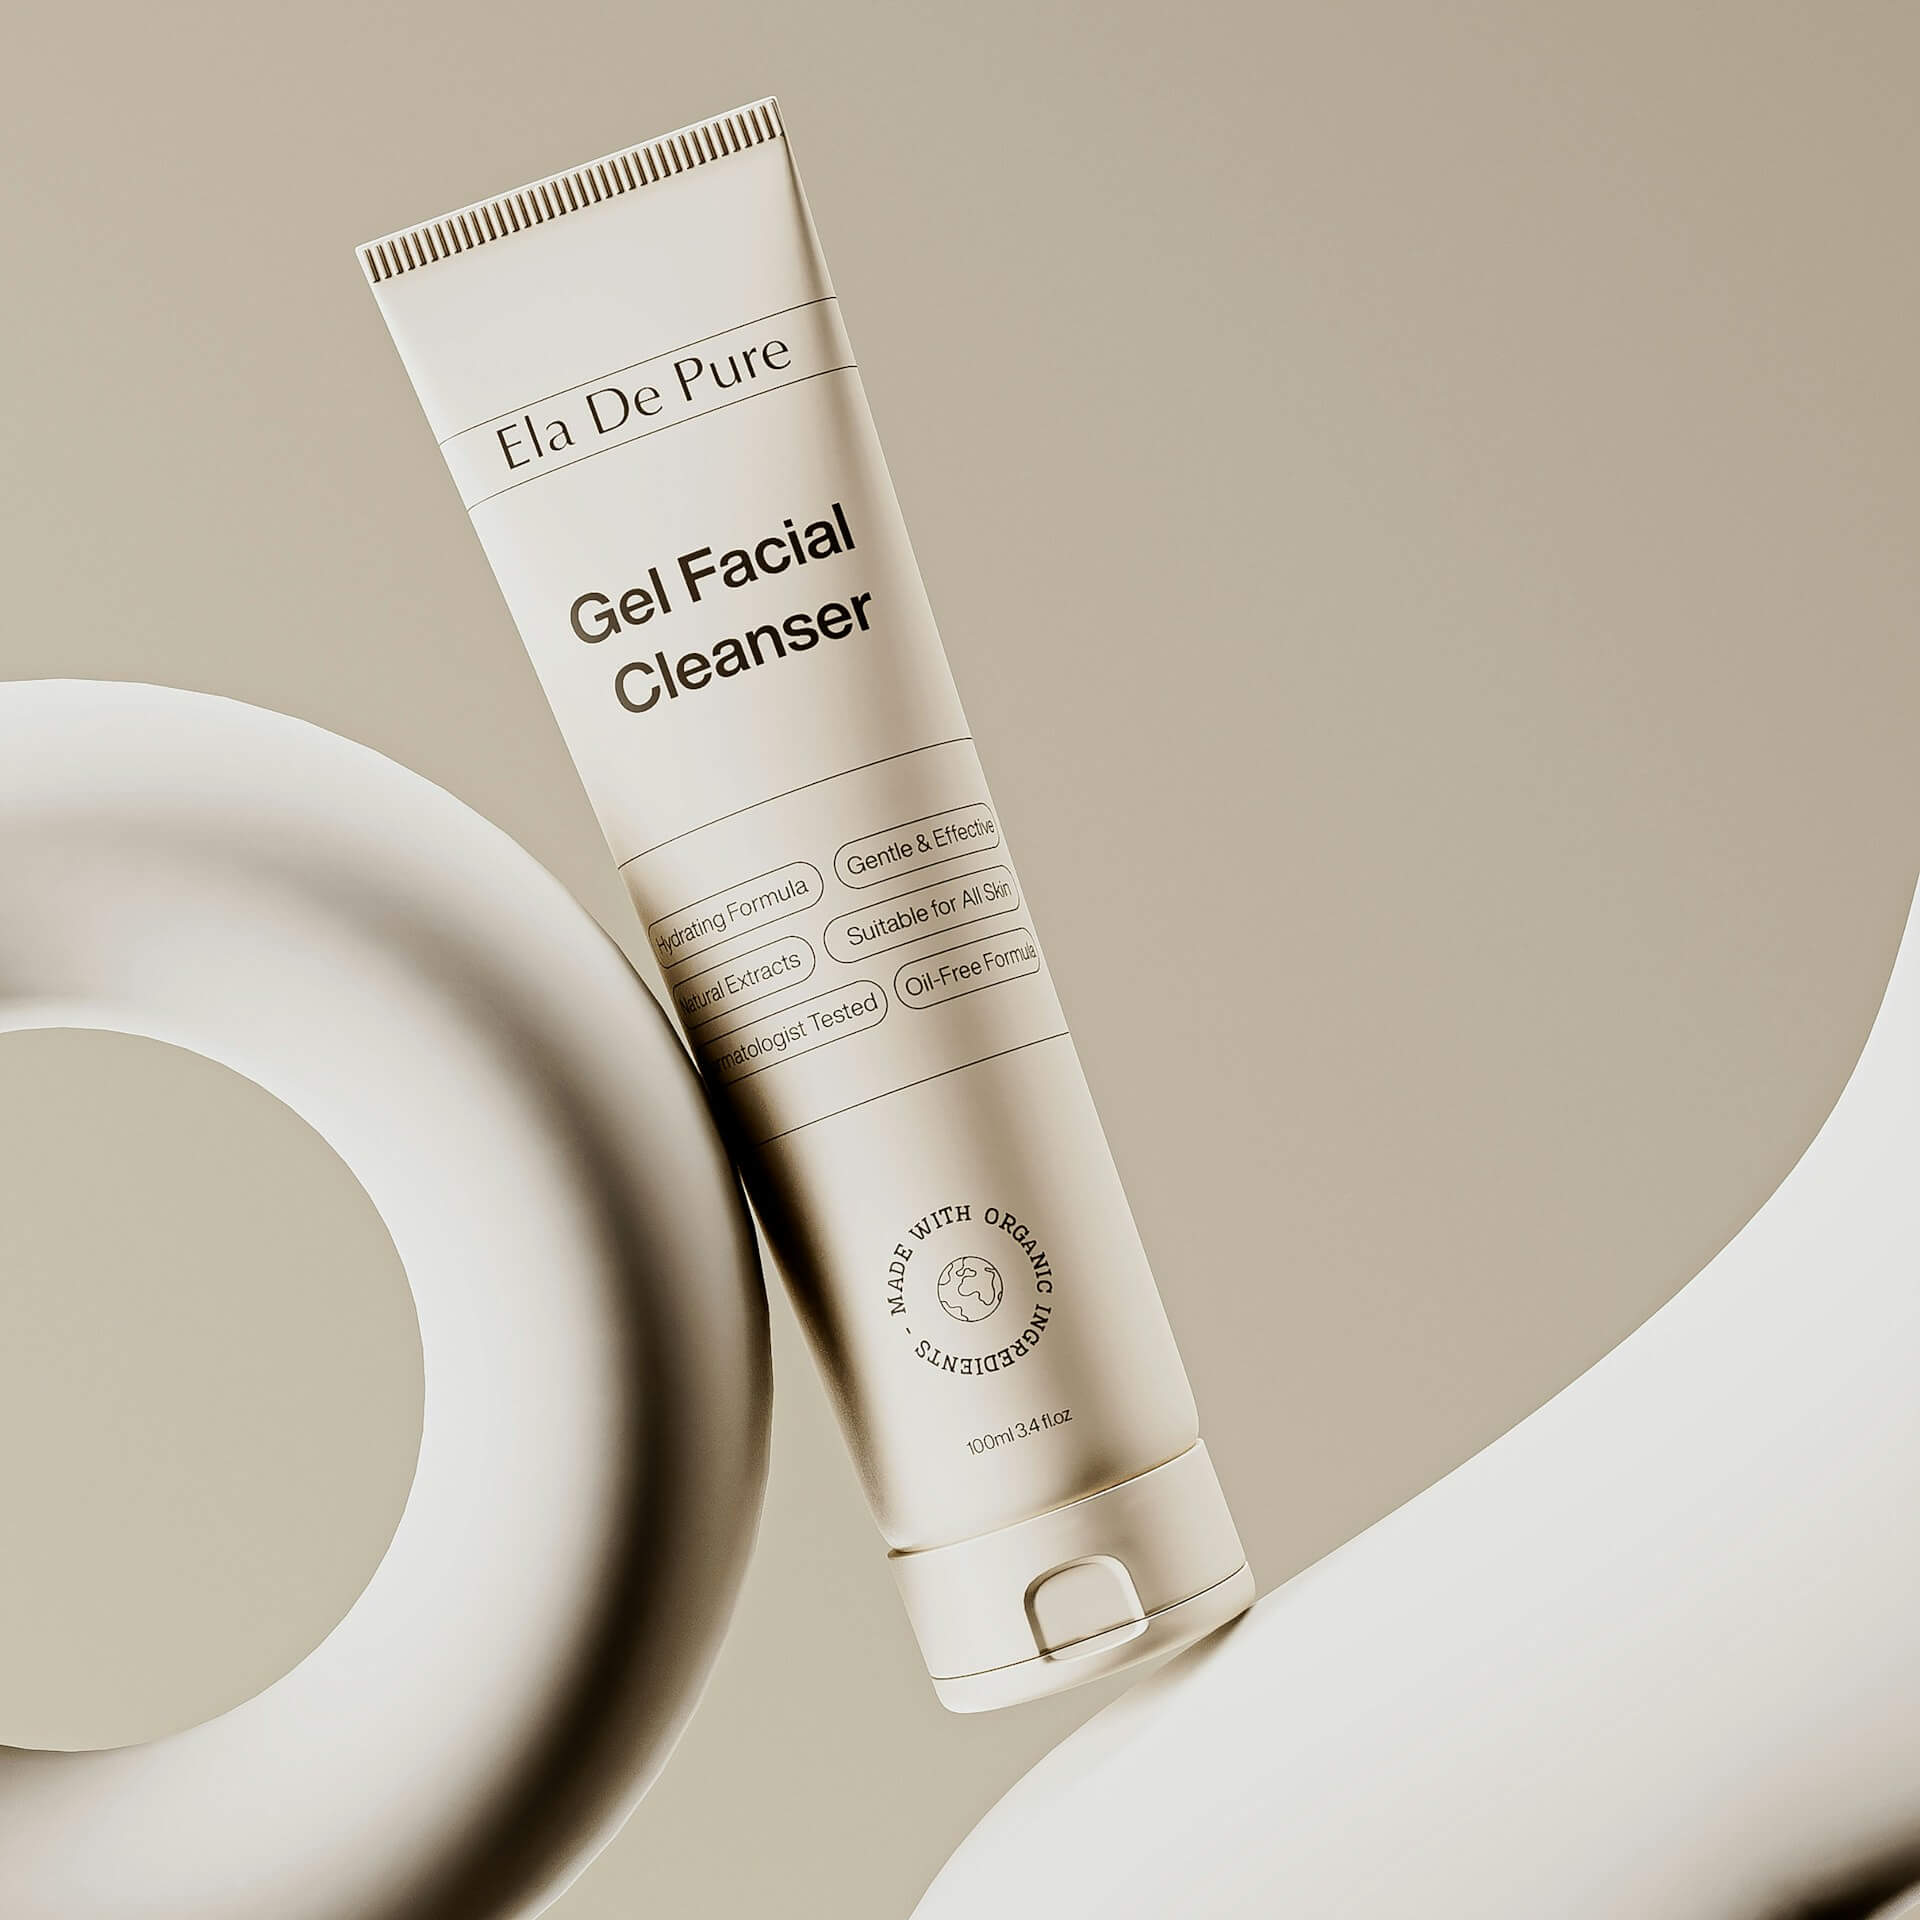 Ela De Pure
Gel Facial
Cleanser
Hydrating Formula
Gentle & Effective
Natural Extracts
Suitable for All Skin
Tested
Oil-Free Formula
MADE WITH ORGANIC INGREDIENTS -
100ml 3.4 fl.oz